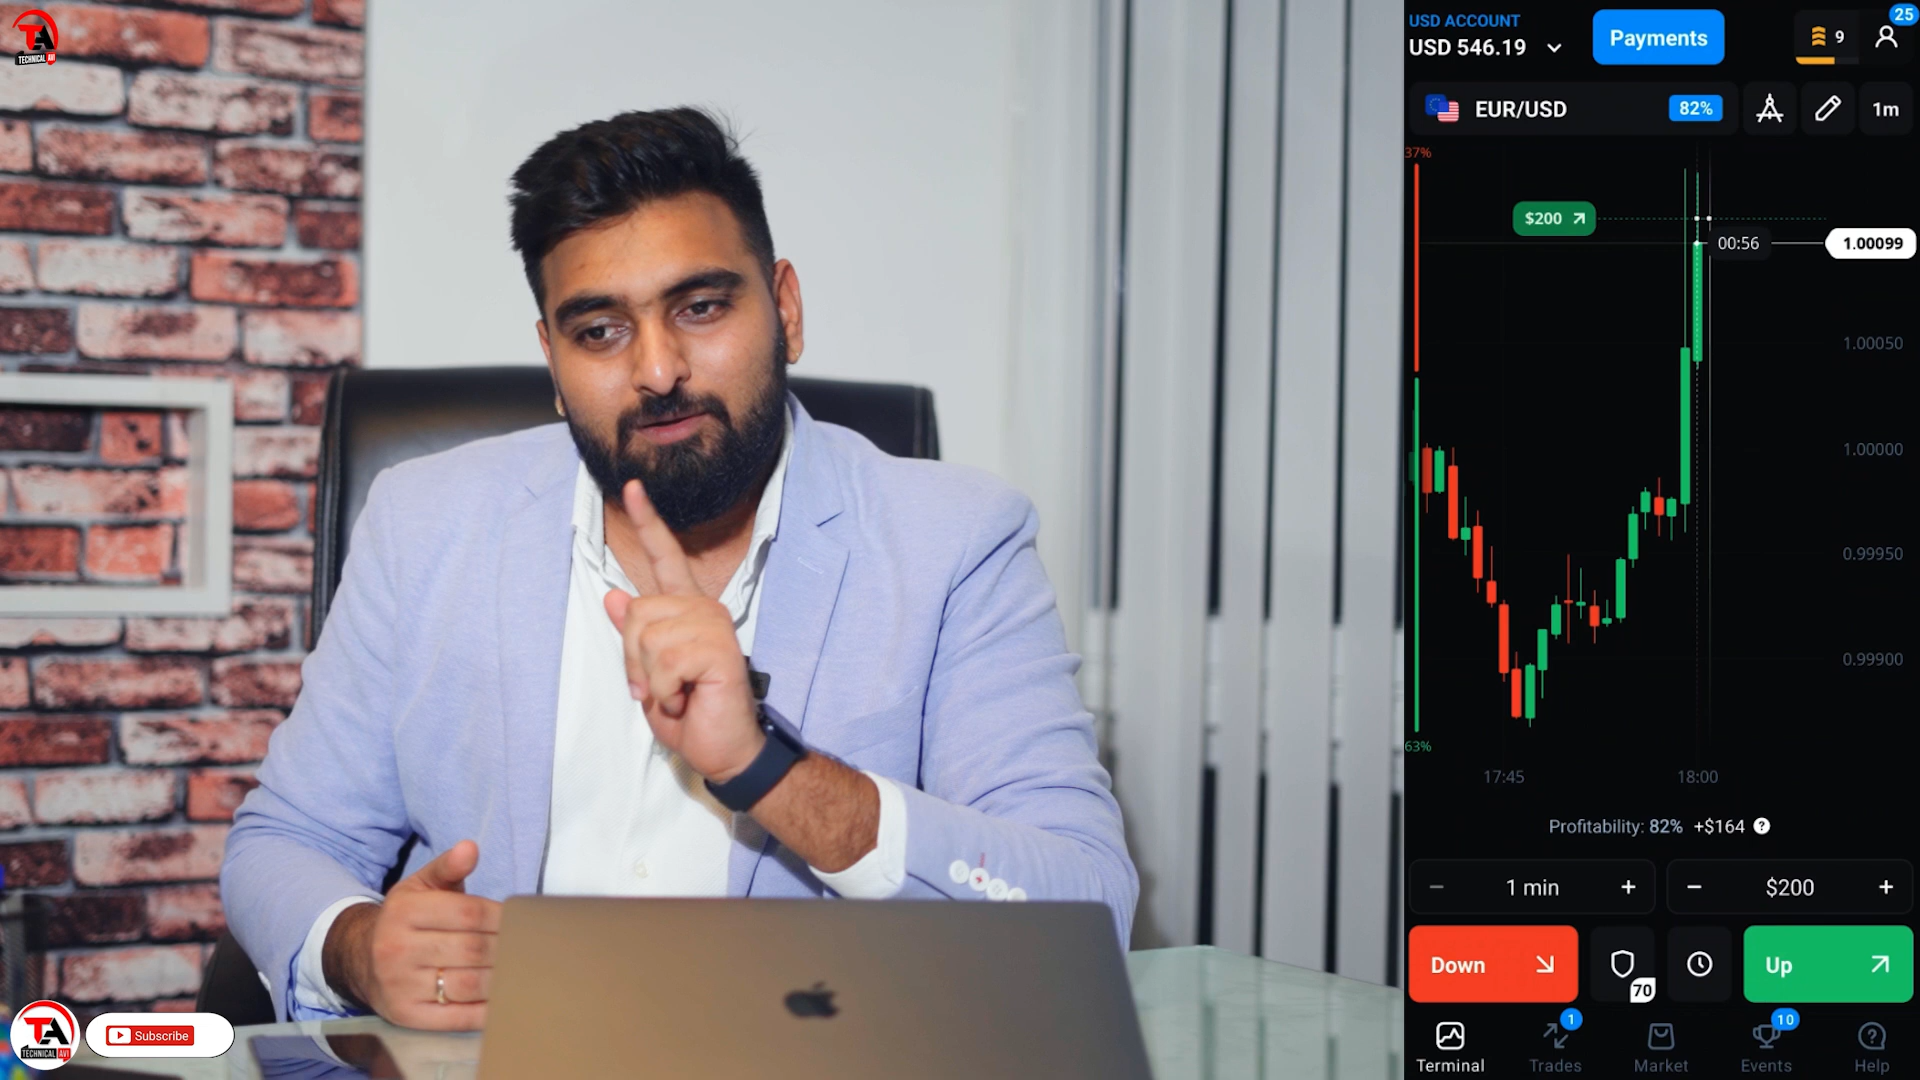 TA
TECHNICAL AVI
USD ACCOUNT
USD 546.19
Payments
9
25
EUR/USD
82%
1m
37%
$200
00:56
1.00099
1.00050
1.00000
0.99950
0.99900
63%
17:45
18:00
Profitability: 82% +$164 ?
− 1 min +
− $200 +
Down
70
Up
TA
TECHNICAL AVI
Subscribe
Terminal
1
Trades
Market
10
Events
Help